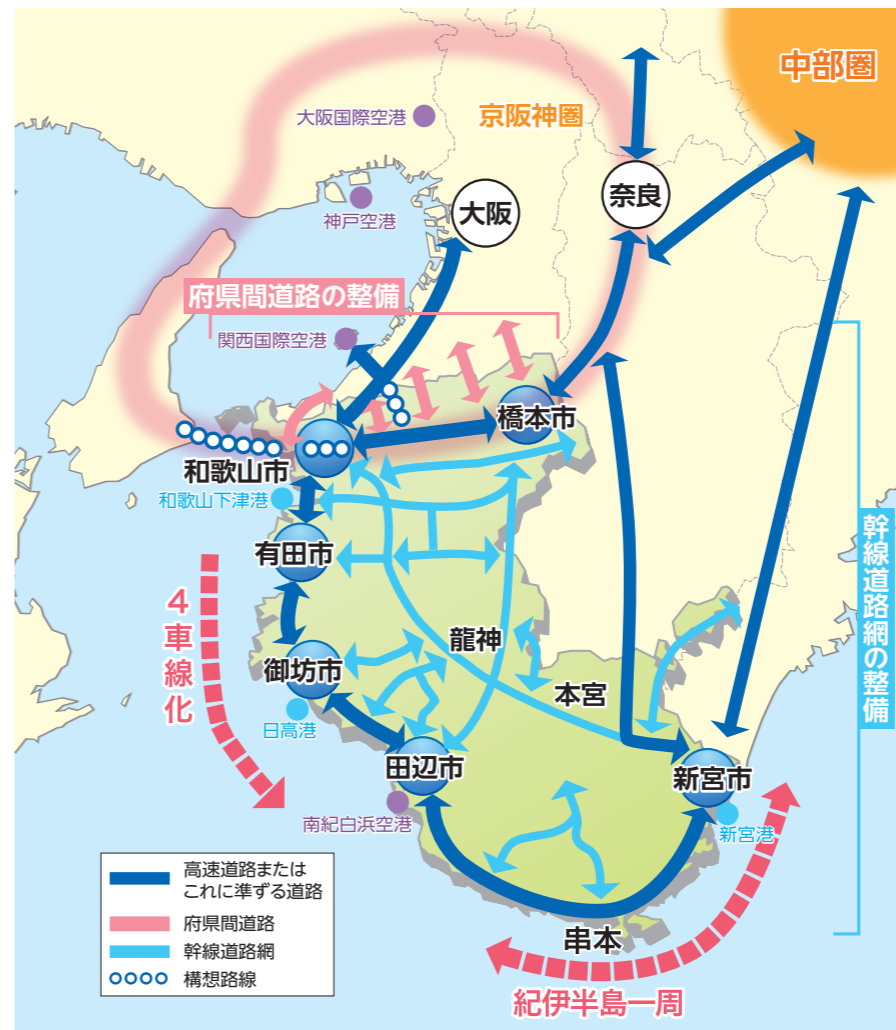 中部圏
大阪国際空港
京阪神圏
神戸空港
大阪
奈良
府県間道路の整備
関西国際空港
橋本市
和歌山市
和歌山下津港
有田市
4車線化
御坊市
日高港
龍神
本宮
田辺市
南紀白浜空港
新宮市
新宮港
幹線道路網の整備
串本
紀伊半島一周
高速道路または
これに準ずる道路
府県間道路
幹線道路網
構想路線